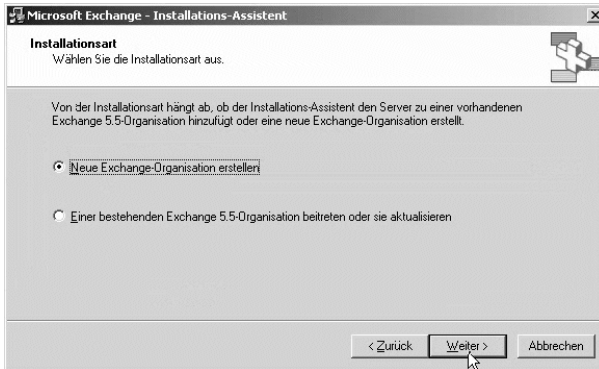 Microsoft Exchange - Installations-Assistent
Installationsart
Wählen Sie die Installationsart aus.
Von der Installationsart hängt ab, ob der Installations-Assistent den Server zu einer vorhandenen
Exchange 5.5-Organisation hinzufügt oder eine neue Exchange-Organisation erstellt.
Neue Exchange-Organisation erstellen
Einer bestehenden Exchange 5.5-Organisation beitreten oder sie aktualisieren
< Zurück Weiter > Abbrechen